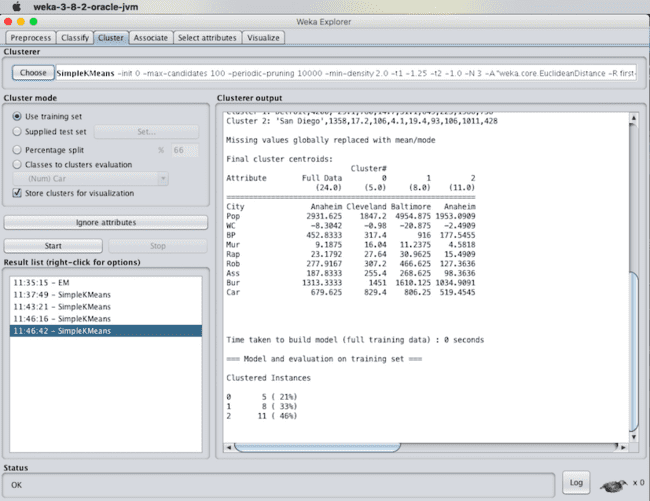 weka-3-8-2-oracle-jvm
Weka Explorer
Preprocess Classify Cluster Associate Select attributes Visualize
Clusterer
Choose SimpleKMeans -init 0 -max-candidates 100 -periodic-pruning 10000 -min-density 2.0 -t1 -1.25 -t2 -1.0 -N 3 -A "weka.core.EuclideanDistance -R first-
Cluster mode
Use training set
Supplied test set Set...
Percentage split % 66
Classes to clusters evaluation
(Num) Car
Store clusters for visualization
Ignore attributes
Start Stop
Result list (right-click for options)
11:35:15 - EM
11:37:49 - SimpleKMeans
11:43:21 - SimpleKMeans
11:46:16 - SimpleKMeans
11:46:42 - SimpleKMeans
Clusterer output
Cluster 2: 'San Diego',1358,17.2,106,4.1,19.4,93,106,1011,428
Missing values globally replaced with mean/mode
Final cluster centroids:
Cluster#
Attribute Full Data 0 1 2
(24.0) (5.0) (8.0) (11.0)
City Anaheim Cleveland Baltimore Anaheim
Pop 2931.625 1847.2 4954.875 1953.0909
WC -8.3042 -0.98 -20.875 -2.4909
BP 452.8333 317.4 916 177.5455
Mur 9.1875 16.04 11.2375 4.5818
Rap 23.1792 27.64 30.9625 15.4909
Rob 277.9167 307.2 466.625 127.3636
Ass 187.8333 255.4 268.625 98.3636
Bur 1313.3333 1451 1610.125 1034.9091
Car 679.625 829.4 806.25 519.4545
Time taken to build model (full training data) : 0 seconds
=== Model and evaluation on training set ===
Clustered Instances
0 5 ( 21%)
1 8 ( 33%)
2 11 ( 46%)
Status
OK
Log
x 0